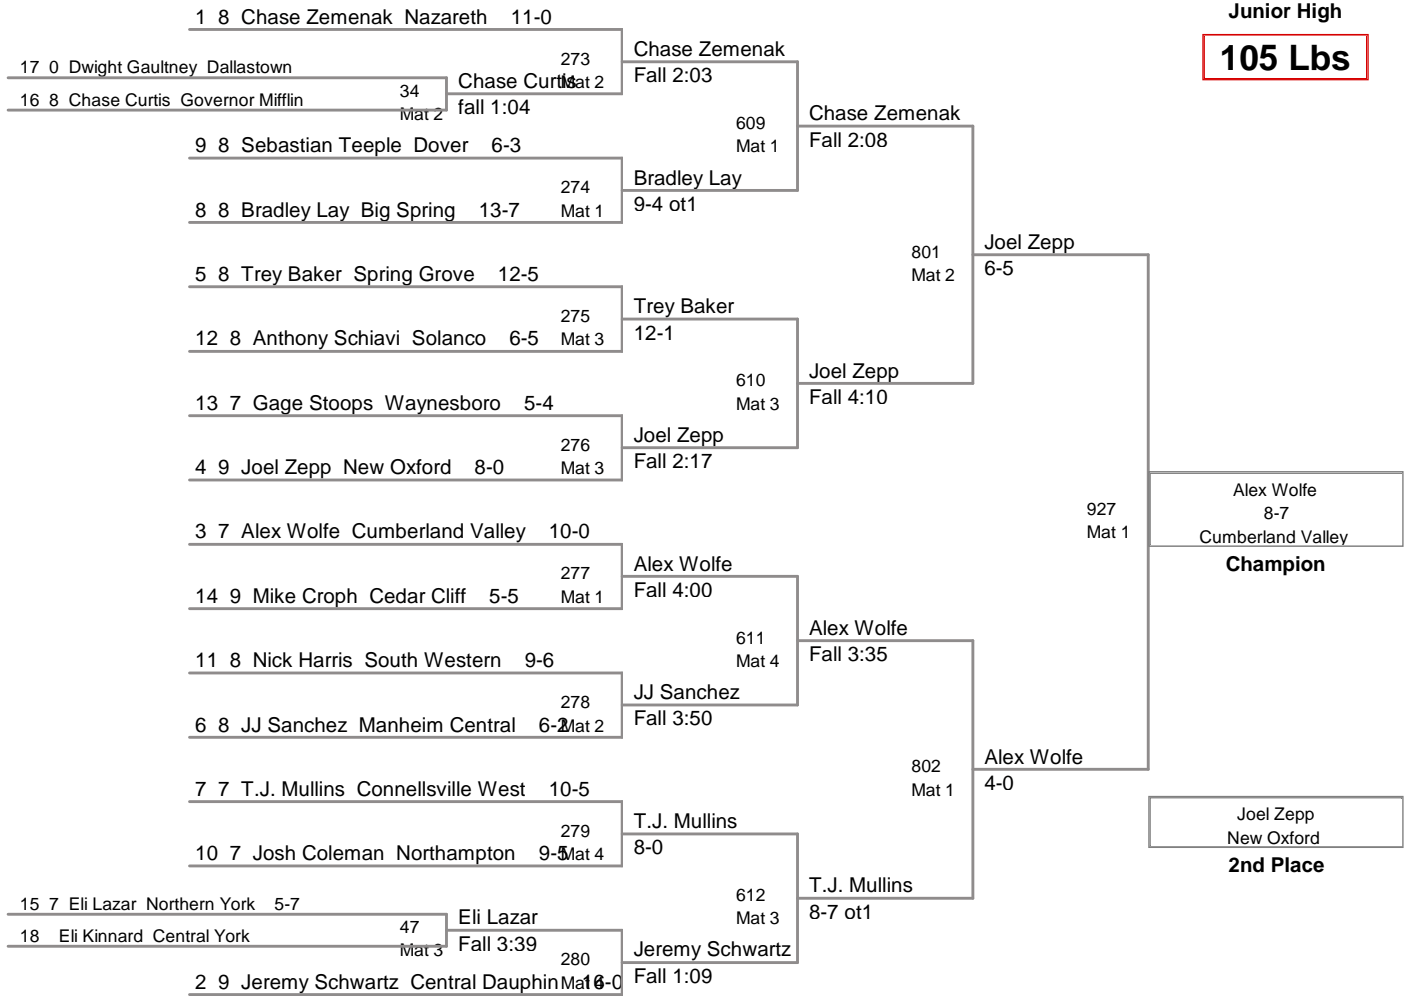 Junior High
105 Lbs
1 8 Chase Zemenak Nazareth 11-0
17 0 Dwight Gaultney Dallastown
16 8 Chase Curtis Governor Mifflin
34
Mat 2
Chase Curtis
fall 1:04
273
Mat 2
Chase Zemenak
Fall 2:03
9 8 Sebastian Teeple Dover 6-3
8 8 Bradley Lay Big Spring 13-7
274
Mat 1
Bradley Lay
9-4 ot1
609
Mat 1
Chase Zemenak
Fall 2:08
5 8 Trey Baker Spring Grove 12-5
12 8 Anthony Schiavi Solanco 6-5
275
Mat 3
Trey Baker
12-1
13 7 Gage Stoops Waynesboro 5-4
4 9 Joel Zepp New Oxford 8-0
276
Mat 3
Joel Zepp
Fall 2:17
610
Mat 3
Joel Zepp
Fall 4:10
801
Mat 2
Joel Zepp
6-5
3 7 Alex Wolfe Cumberland Valley 10-0
14 9 Mike Croph Cedar Cliff 5-5
277
Mat 1
Alex Wolfe
Fall 4:00
11 8 Nick Harris South Western 9-6
6 8 JJ Sanchez Manheim Central 6-2
278
Mat 2
JJ Sanchez
Fall 3:50
611
Mat 4
Alex Wolfe
Fall 3:35
7 7 T.J. Mullins Connellsville West 10-5
10 7 Josh Coleman Northampton 9-5
279
Mat 4
T.J. Mullins
8-0
15 7 Eli Lazar Northern York 5-7
18 Eli Kinnard Central York
47
Mat 3
Eli Lazar
Fall 3:39
2 9 Jeremy Schwartz Central Dauphin
280
Jeremy Schwartz
Fall 1:09
612
Mat 3
T.J. Mullins
8-7 ot1
802
Mat 1
Alex Wolfe
4-0
927
Mat 1
Alex Wolfe
8-7
Cumberland Valley
Champion
Joel Zepp
New Oxford
2nd Place